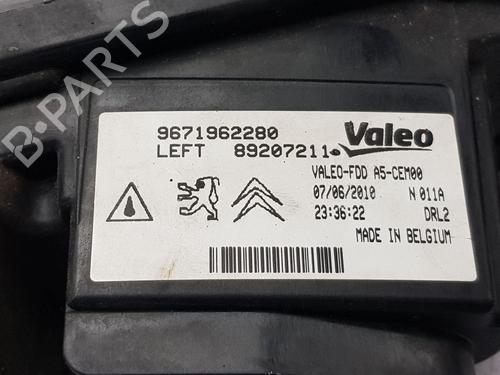 9671962280 Valeo
LEFT 89207211
VALEO-FDD A5-CEM00
07/06/2010 N 011A
23:36:22 DRL2
MADE IN BELGIUM
B-PARTS